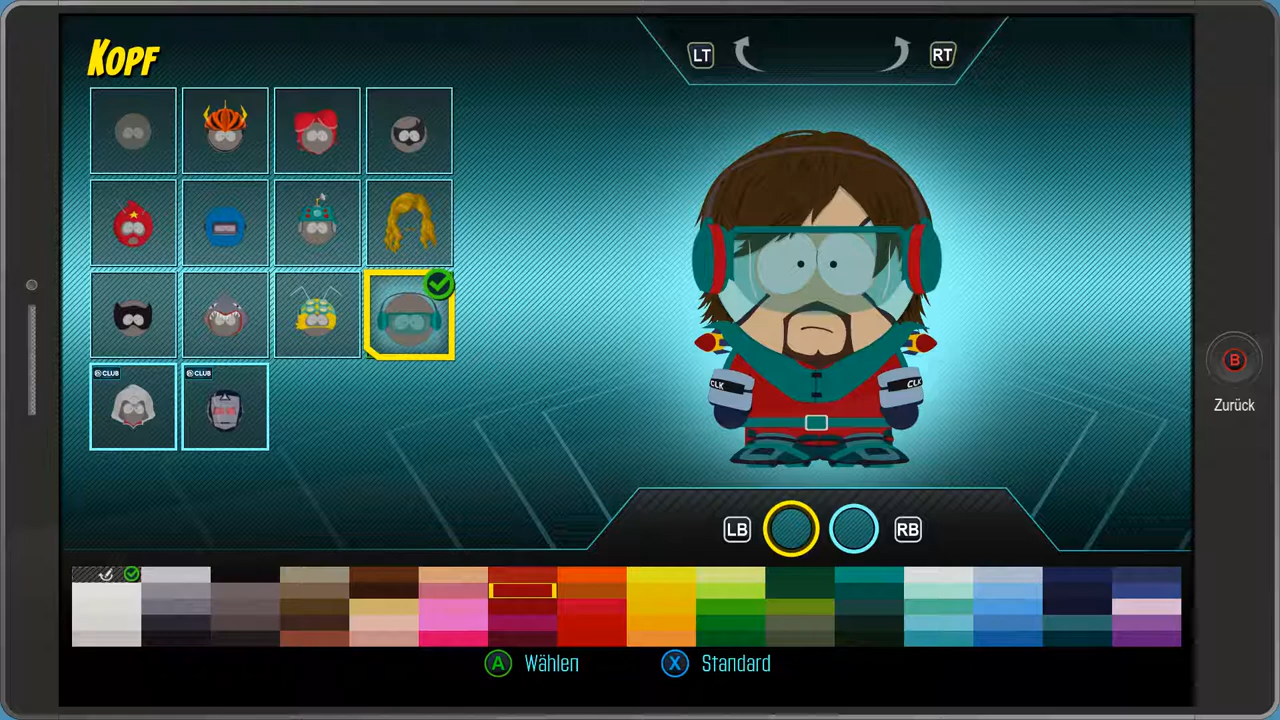 KOPF
LT
RT
CLUB
CLUB
CLK
CLK
LB
RB
B
Zurück
A
Wählen
X
Standard